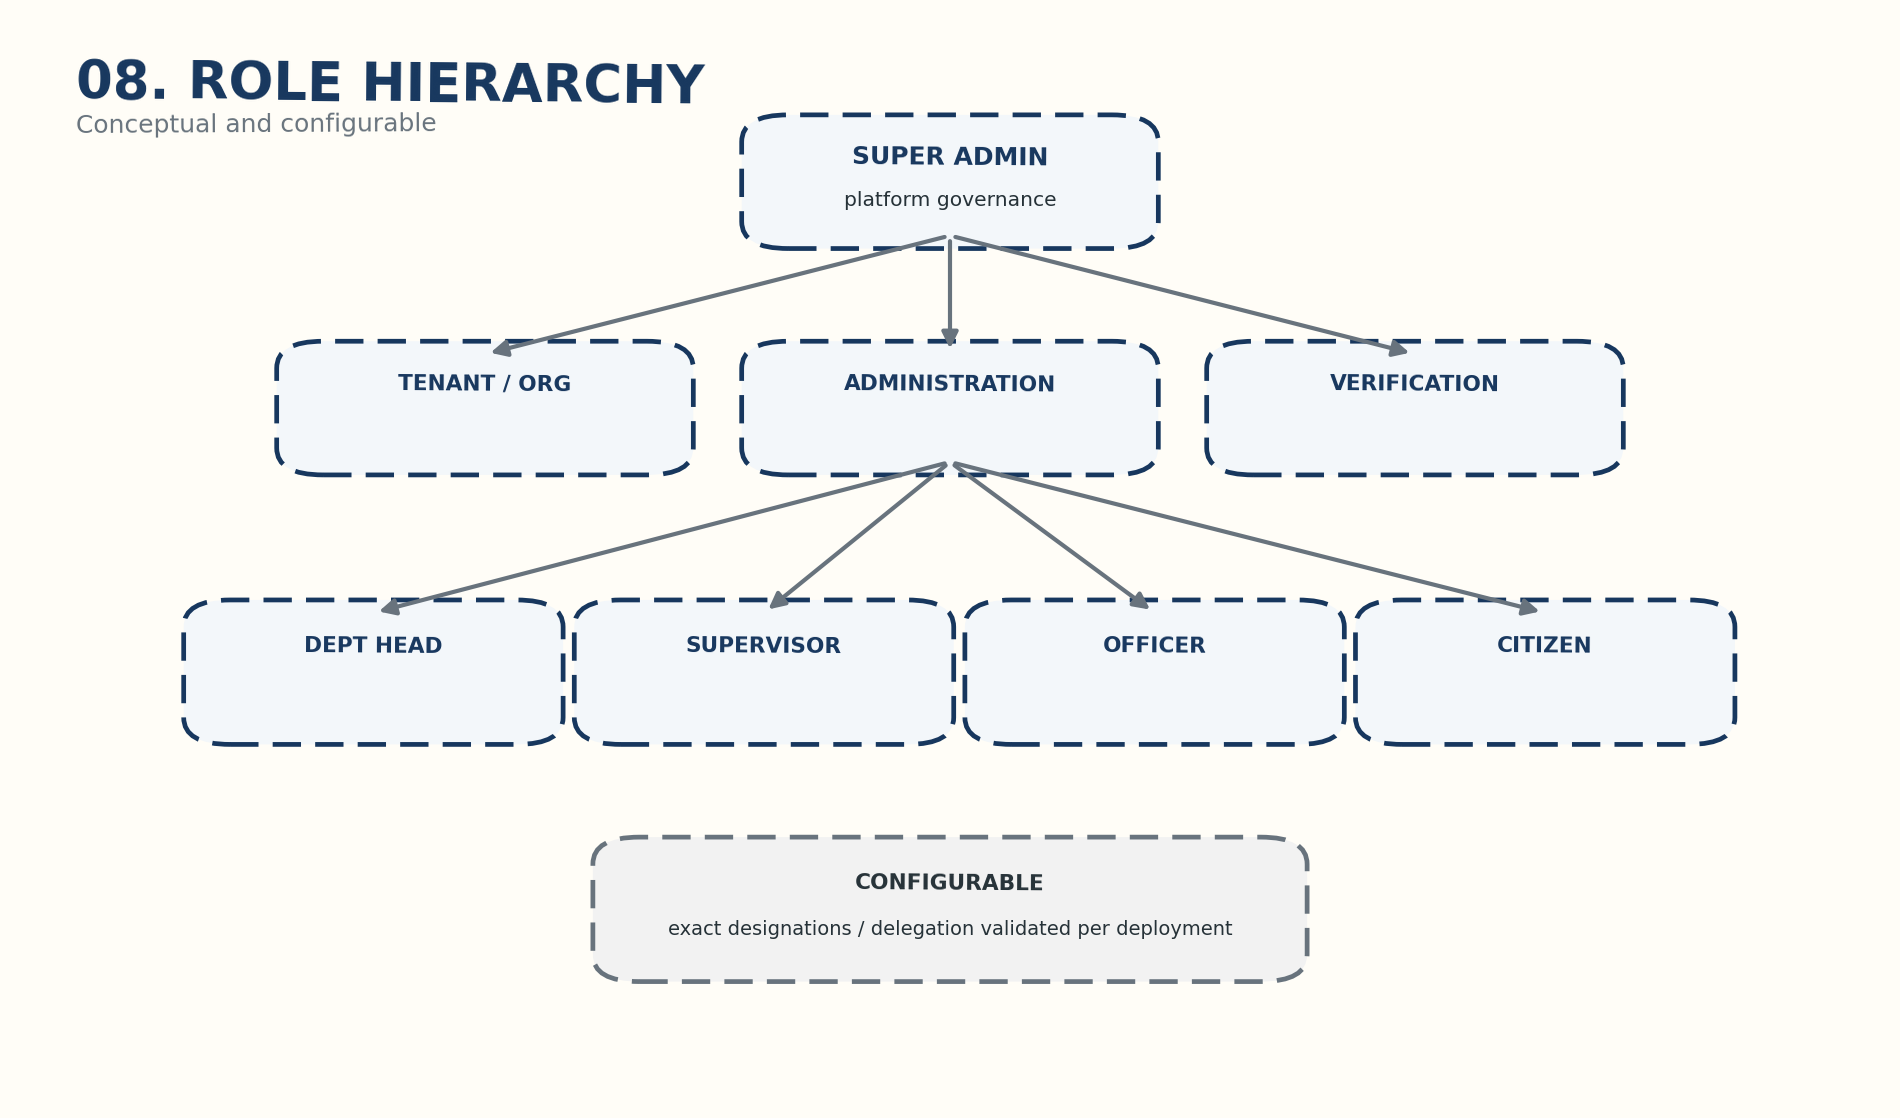 08. ROLE HIERARCHY
Conceptual and configurable
SUPER ADMIN
platform governance
TENANT / ORG
ADMINISTRATION
VERIFICATION
DEPT HEAD
SUPERVISOR
OFFICER
CITIZEN
CONFIGURABLE
exact designations / delegation validated per deployment